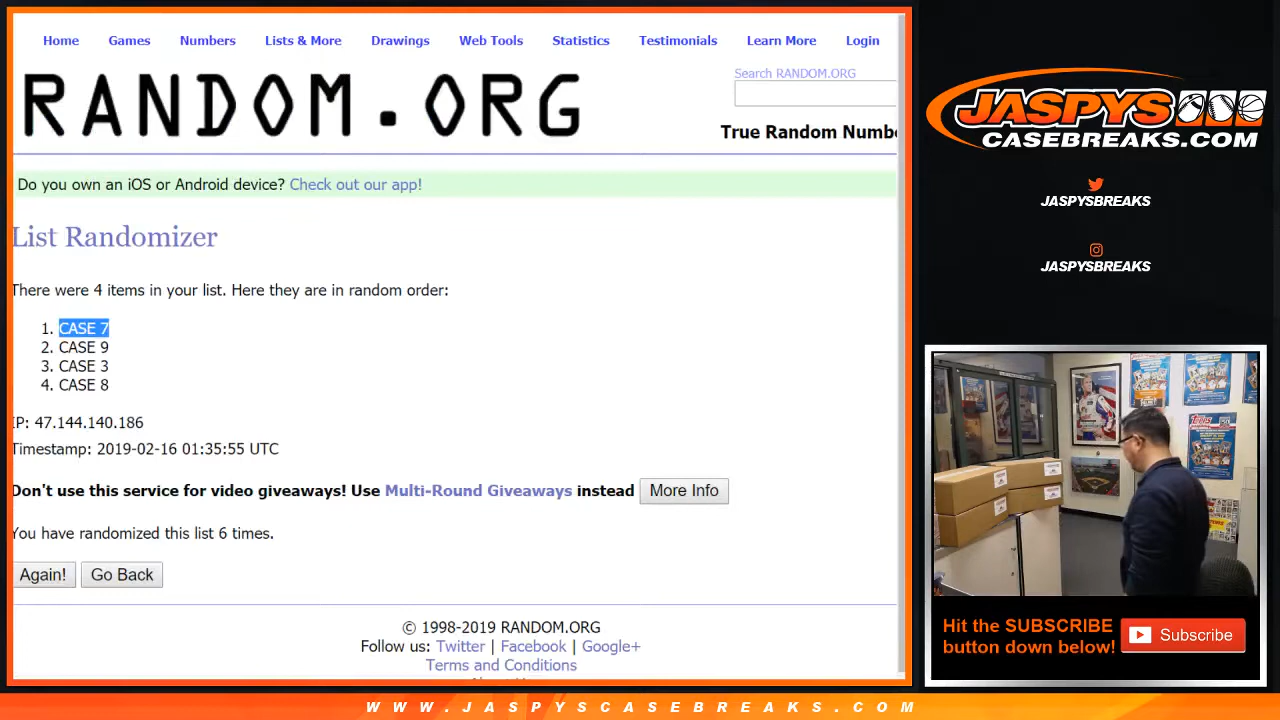 Home Games Numbers Lists & More Drawings Web Tools Statistics Testimonials Learn More Login
Search RANDOM.ORG
RANDOM.ORG
True Random Numbe
Do you own an iOS or Android device? Check out our app!
List Randomizer
There were 4 items in your list. Here they are in random order:
1. CASE 7
2. CASE 9
3. CASE 3
4. CASE 8
IP: 47.144.140.186
Timestamp: 2019-02-16 01:35:55 UTC
Don't use this service for video giveaways! Use Multi-Round Giveaways instead More Info
You have randomized this list 6 times.
Again! Go Back
© 1998-2019 RANDOM.ORG
Follow us: Twitter | Facebook | Google+
Terms and Conditions
JASPYS
CASEBREAKS.COM
JASPYSBREAKS
JASPYSBREAKS
Topps
Hit the SUBSCRIBE
button down below!
Subscribe
WWW.JASPYSCASEBREAKS.COM